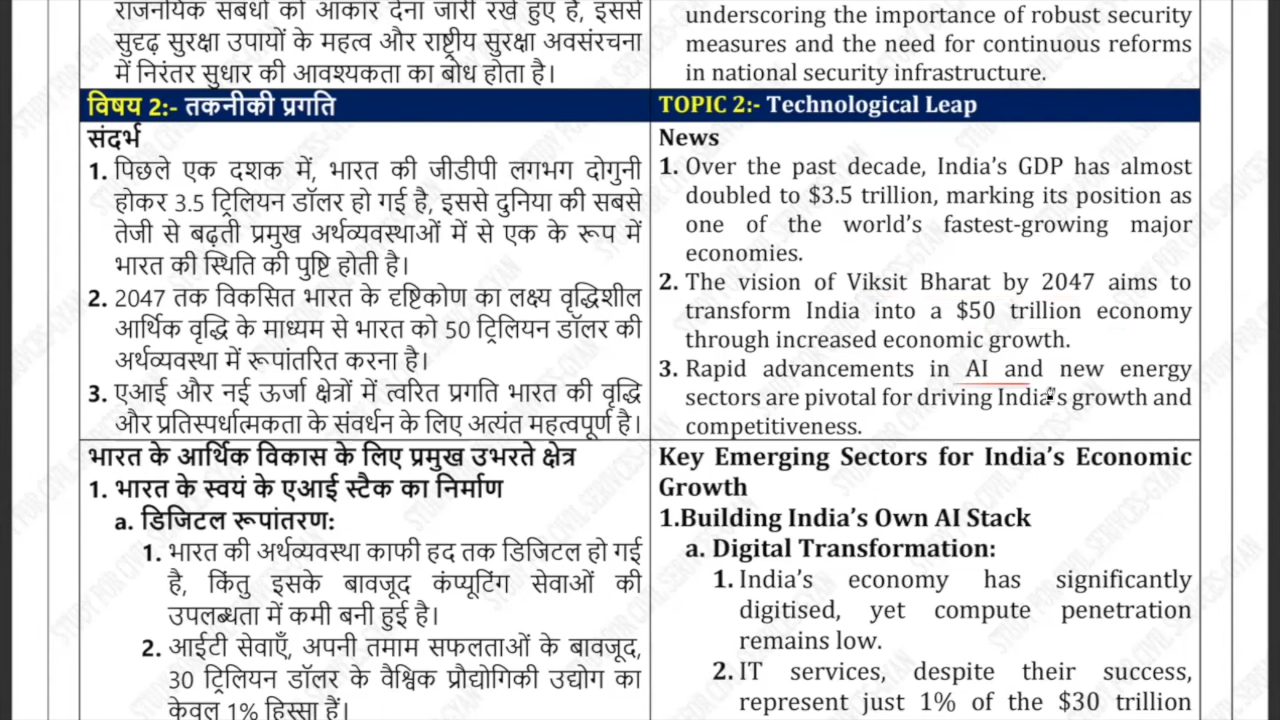 राजनयिक संबंधों को आकार देना जारी रखे हुए हैं, इससे
सुदृढ़ सुरक्षा उपायों के महत्व और राष्ट्रीय सुरक्षा अवसंरचना
में निरंतर सुधार की आवश्यकता का बोध होता है।
विषय 2:- तकनीकी प्रगति
संदर्भ
1. पिछले एक दशक में, भारत की जीडीपी लगभग दोगुनी
होकर 3.5 ट्रिलियन डॉलर हो गई है, इससे दुनिया की सबसे
तेजी से बढ़ती प्रमुख अर्थव्यवस्थाओं में से एक के रूप में
भारत की स्थिति की पुष्टि होती है।
2. 2047 तक विकसित भारत के दृष्टिकोण का लक्ष्य वृद्धिशील
आर्थिक वृद्धि के माध्यम से भारत को 50 ट्रिलियन डॉलर की
अर्थव्यवस्था में रूपांतरित करना है।
3. एआई और नई ऊर्जा क्षेत्रों में त्वरित प्रगति भारत की वृद्धि
और प्रतिस्पर्धात्मकता के संवर्धन के लिए अत्यंत महत्वपूर्ण है।
भारत के आर्थिक विकास के लिए प्रमुख उभरते क्षेत्र
1. भारत के स्वयं के एआई स्टैक का निर्माण
a. डिजिटल रूपांतरण:
1. भारत की अर्थव्यवस्था काफी हद तक डिजिटल हो गई
है, किंतु इसके बावजूद कंप्यूटिंग सेवाओं की
उपलब्धता में कमी बनी हुई है।
2. आईटी सेवाएँ, अपनी तमाम सफलताओं के बावजूद,
30 ट्रिलियन डॉलर के वैश्विक प्रौद्योगिकी उद्योग का
केवल 1% हिस्सा हैं।
underscoring the importance of robust security
measures and the need for continuous reforms
in national security infrastructure.
TOPIC 2:- Technological Leap
News
1. Over the past decade, India's GDP has almost
doubled to $3.5 trillion, marking its position as
one of the world's fastest-growing major
economies.
2. The vision of Viksit Bharat by 2047 aims to
transform India into a $50 trillion economy
through increased economic growth.
3. Rapid advancements in AI and new energy
sectors are pivotal for driving India's growth and
competitiveness.
Key Emerging Sectors for India's Economic
Growth
1.Building India's Own AI Stack
a. Digital Transformation:
1. India's economy has significantly
digitised, yet compute penetration
remains low.
2. IT services, despite their success,
represent just 1% of the $30 trillion